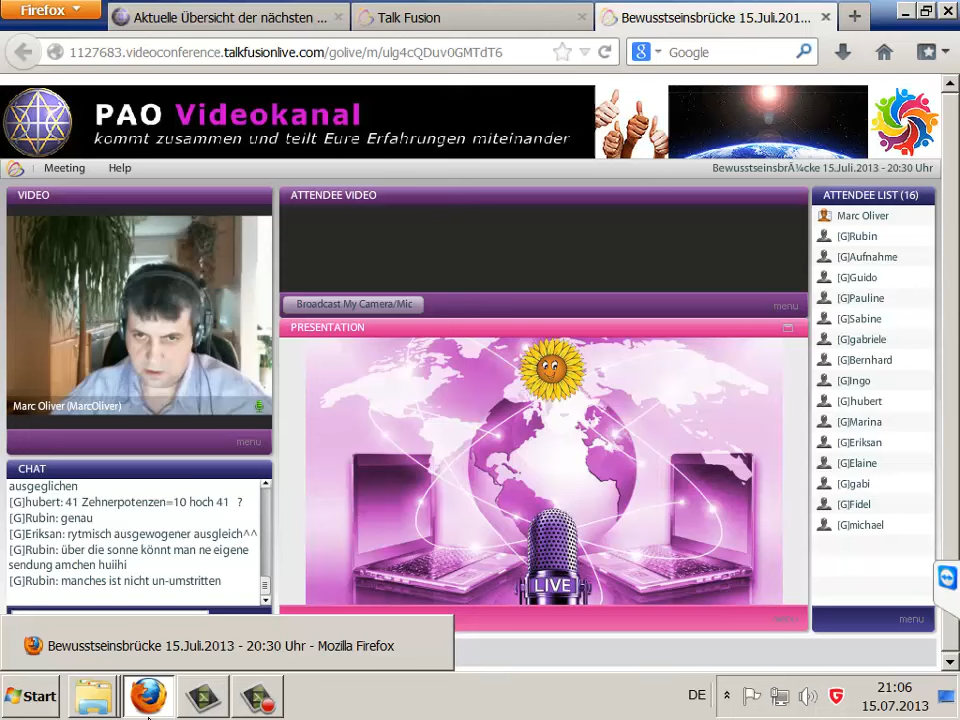 Firefox
Aktuelle Übersicht der nächsten ...
Talk Fusion
Bewusstseinsbrücke 15.Jul.201...
1127683.videoconference.talkfusionlive.com/golive/m/ulg4cQDuv0GMTdT6
Google
PAO Videokanal
kommt zusammen und teilt Eure Erfahrungen miteinander
Meeting
Help
BewusstseinsbrÃ¼cke 15.Juli.2013 - 20:30 Uhr
VIDEO
Marc Oliver (MarcOliver)
menu
ATTENDEE VIDEO
Broadcast My Camera/Mic
menu
PRESENTATION
LIVE
ATTENDEE LIST (16)
Marc Oliver
[G]Rubin
[G]Aufnahme
[G]Guido
[G]Pauline
[G]Sabine
[G]gabriele
[G]Bernhard
[G]Ingo
[G]hubert
[G]Marina
[G]Eriksan
[G]Elaine
[G]gabi
[G]Fidel
[G]michael
menu
CHAT
ausgeglichen
[G]hubert: 41 Zehnerpotenzen=10 hoch 41 ?
[G]Rubin: genau
[G]Eriksan: rytmisch ausgewogener ausgleich^^
[G]Rubin: über die sonne könnt man ne eigene
sendung amchen huiihi
[G]Rubin: manches ist nicht un-umstritten
menu
Bewusstseinsbrücke 15.Juli.2013 - 20:30 Uhr - Mozilla Firefox
Start
DE
21:06
15.07.2013